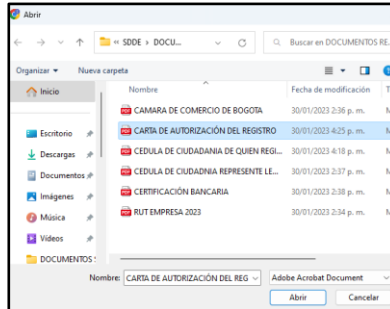 Abrir
« SDDE › DOCU...
Buscar en DOCUMENTOS RE.
Organizar
Nueva carpeta
Inicio
Escritorio
Descargas
Documentos
Imágenes
Música
Vídeos
DOCUMENTOS
Nombre
Fecha de modificación
T
CAMARA DE COMERCIO DE BOGOTA
30/01/2023 2:36 p. m.
M
CARTA DE AUTORIZACIÓN DEL REGISTRO
30/01/2023 4:25 p. m.
M
CEDULA DE CIUDADANIA DE QUIEN REGI...
30/01/2023 4:18 p. m.
M
CEDULA DE CIUDADNIA REPRESENTE LE...
30/01/2023 2:37 p. m.
M
CERTIFICACIÓN BANCARIA
30/01/2023 2:38 p. m.
M
RUT EMPRESA 2023
30/01/2023 2:34 p. m.
M
Nombre:
CARTA DE AUTORIZACIÓN DEL REG
Adobe Acrobat Document
Abrir
Cancelar